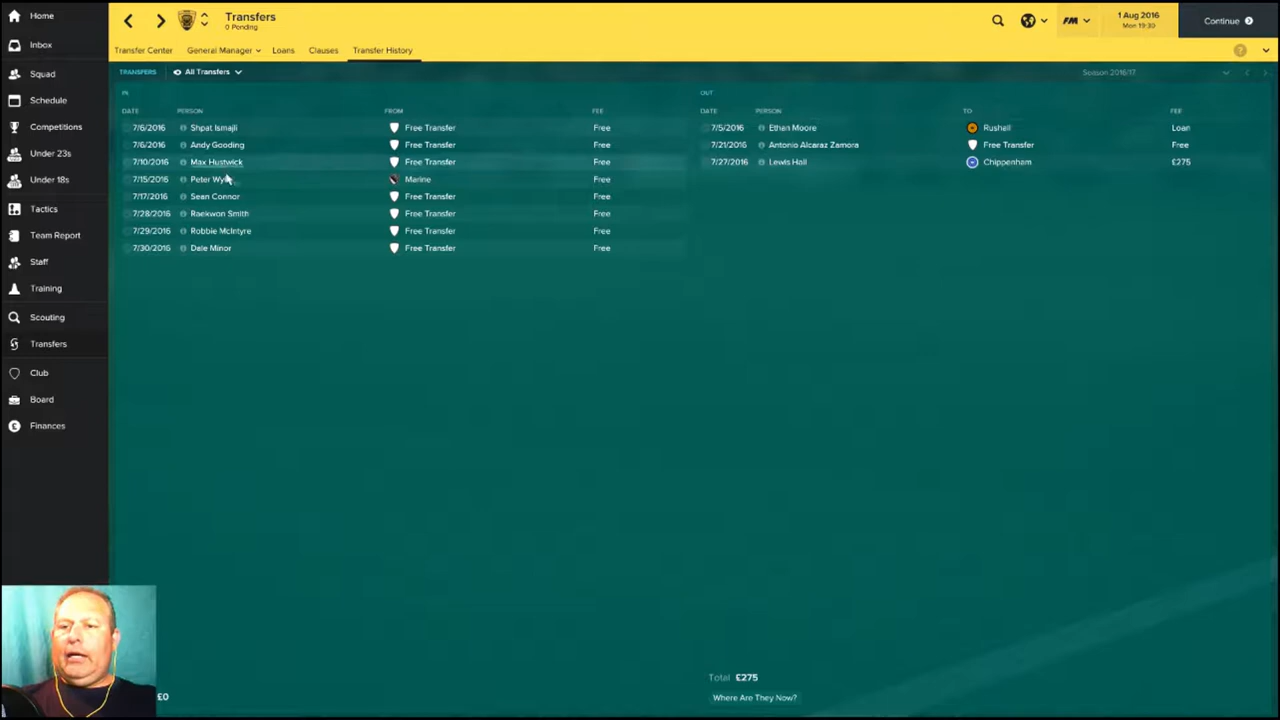 Home
Transfers
0 Pending
FM
1 Aug 2016
Mon 19:30
Continue
Inbox
Transfer Center General Manager Loans Clauses Transfer History
Squad
TRANSFERS All Transfers Season 2016/17
Schedule
IN OUT
DATE PERSON FROM FEE DATE PERSON TO FEE
Competitions
7/6/2016 Shpat Ismajli Free Transfer Free 7/5/2016 Ethan Moore Rushall Loan
7/6/2016 Andy Gooding Free Transfer Free 7/21/2016 Antonio Alcaraz Zamora Free Transfer Free
Under 23s
7/10/2016 Max Hustwick Free Transfer Free 7/27/2016 Lewis Hall Chippenham £275
Under 18s
7/15/2016 Peter Marine Free
7/17/2016 Sean Connor Free Transfer Free
Tactics
7/28/2016 Raekwon Smith Free Transfer Free
Team Report
7/29/2016 Robbie McIntyre Free Transfer Free
7/30/2016 Dale Minor Free Transfer Free
Staff
Training
Scouting
Transfers
Club
Board
Finances
Total £275
£0
Where Are They Now?